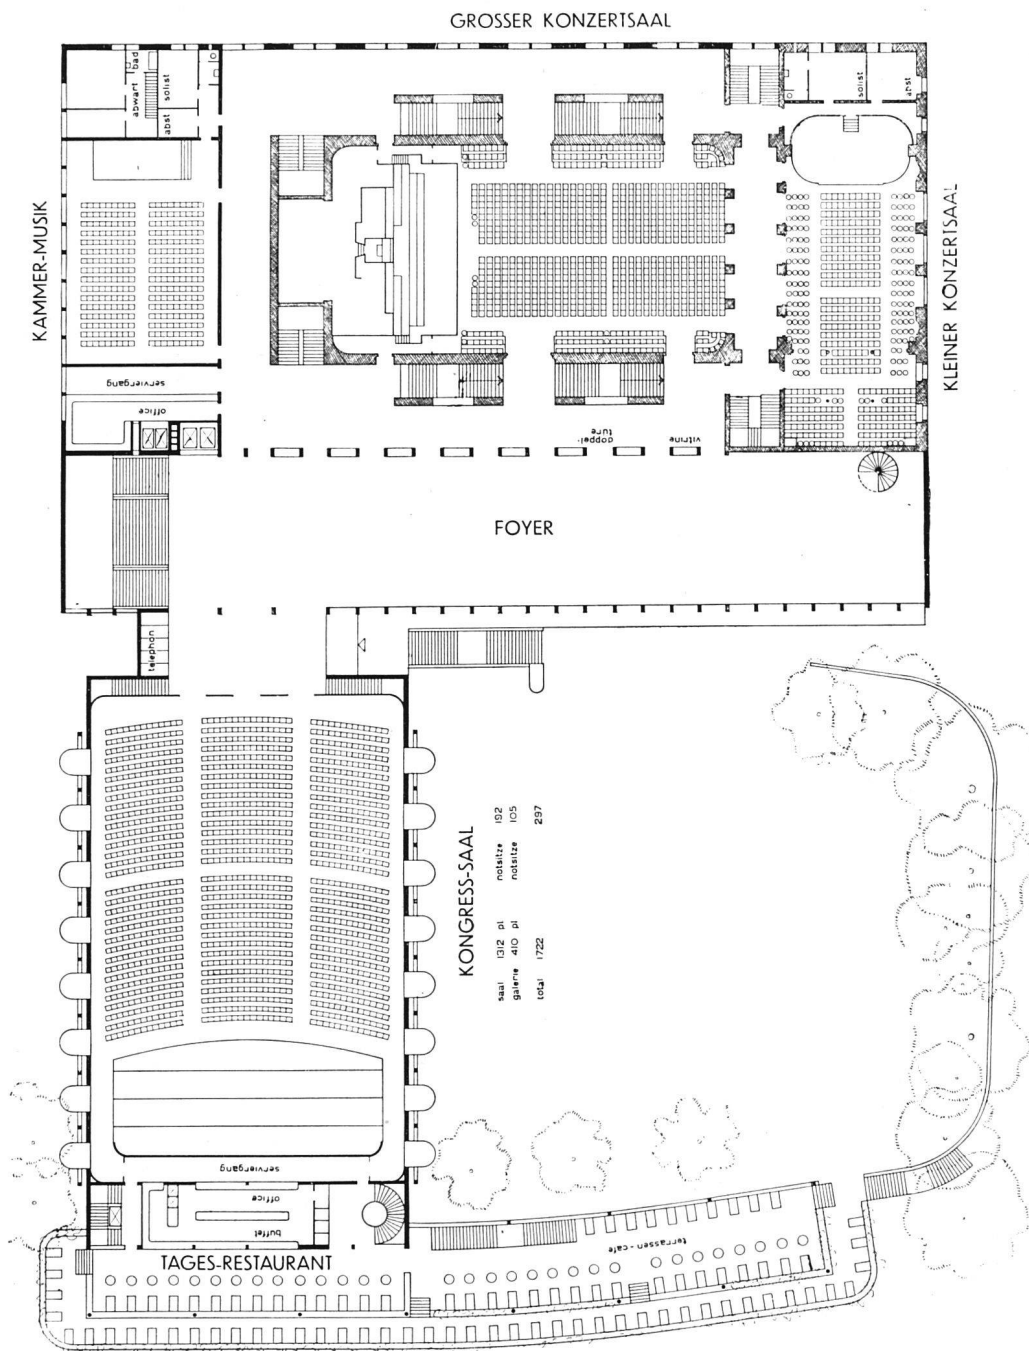 GROSSER KONZERTSAAL
abwart
bad
solist
abst
solist
abst
KAMMER-MUSIK
KLEINER KONZERTSAAL
serviergang
office
doppel-
türe
vitrine
FOYER
telephon
KONGRESS-SAAL
saal 1312 pl notsitze 192
galerie 410 pl notsitze 105
total 1722 297
serviergang
office
buffet
TAGES-RESTAURANT
terrassen-cafe